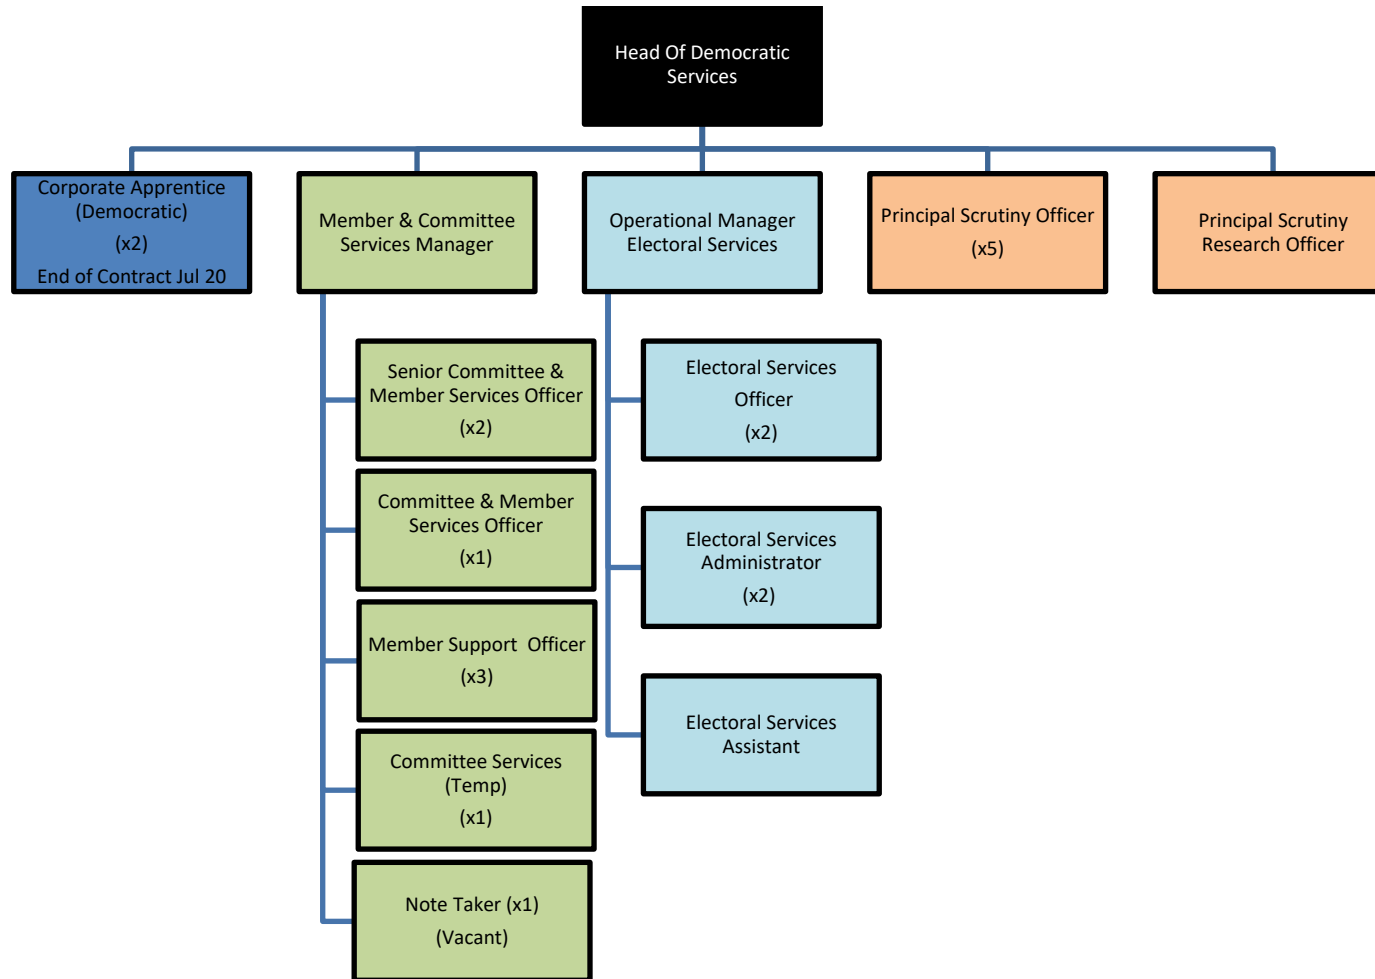 Head Of Democratic
Services
Corporate Apprentice
(Democratic)
(x2)
End of Contract Jul 20
Member & Committee
Services Manager
Operational Manager
Electoral Services
Principal Scrutiny Officer
(x5)
Principal Scrutiny
Research Officer
Senior Committee &
Member Services Officer
(x2)
Committee & Member
Services Officer
(x1)
Member Support  Officer
(x3)
Committee Services
(Temp)
(x1)
Note Taker (x1)
(Vacant)
Electoral Services
Officer
(x2)
Electoral Services
Administrator
(x2)
Electoral Services
Assistant